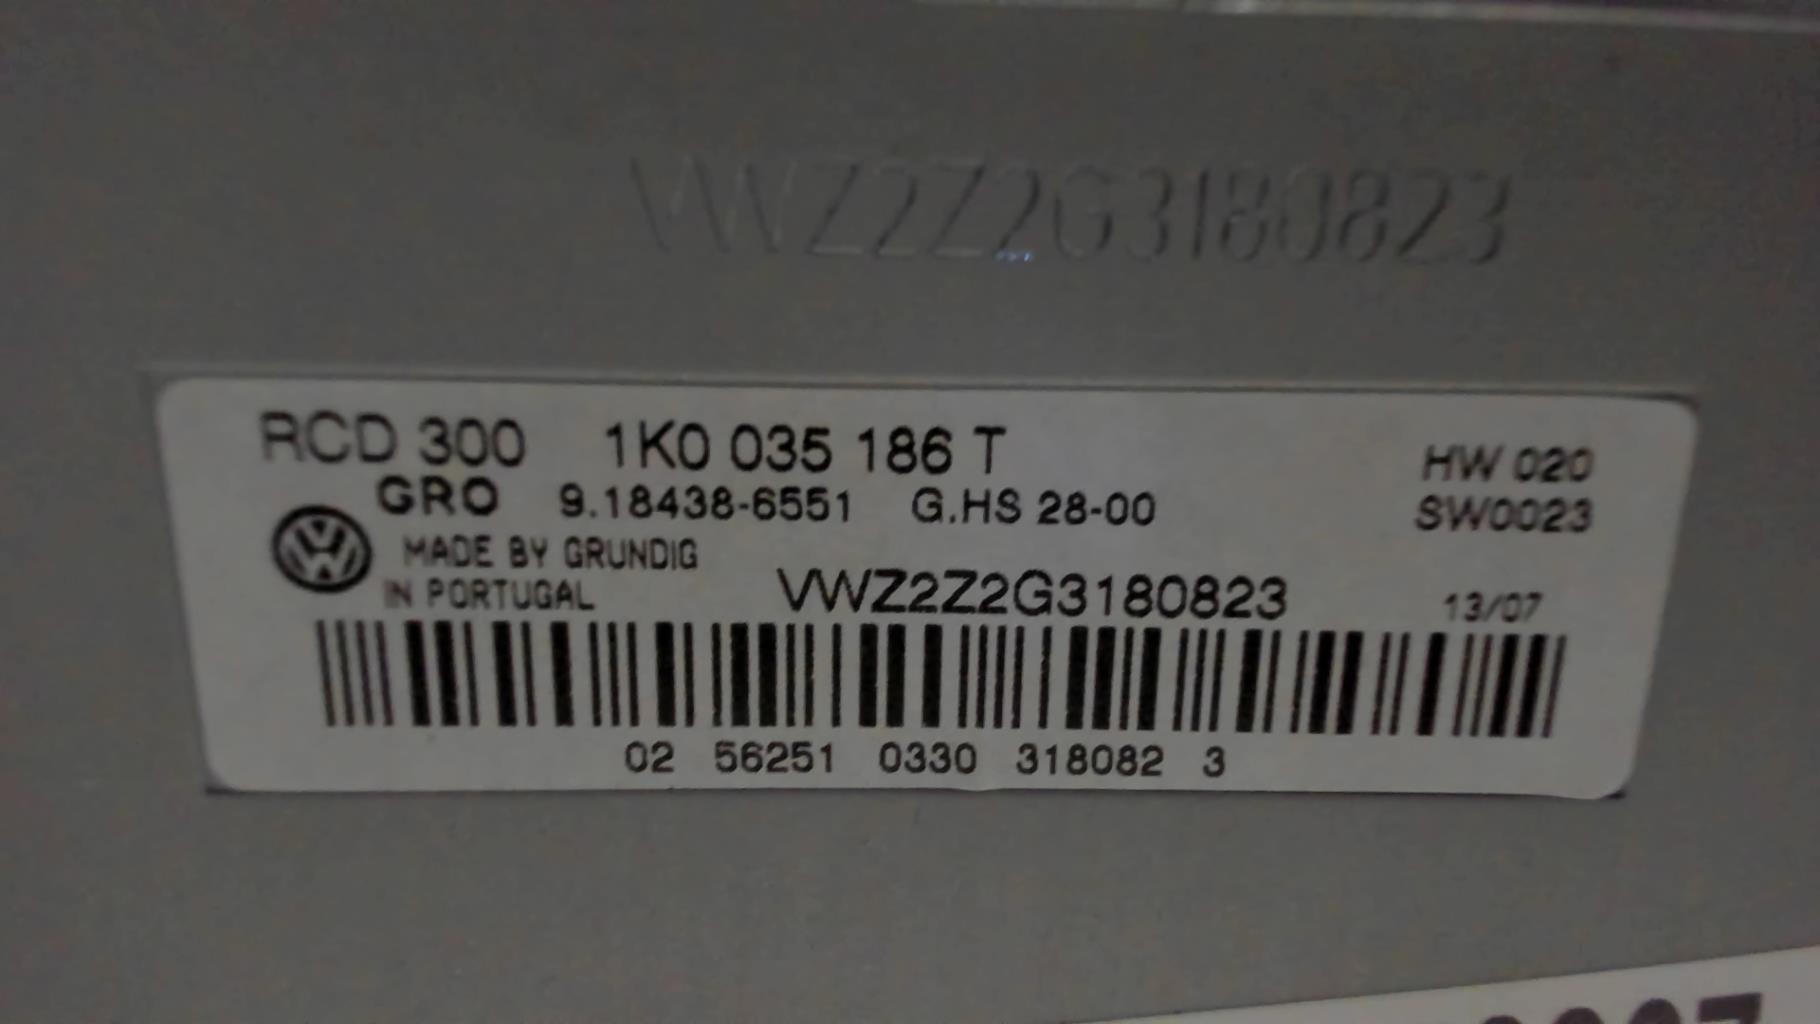 VWZ2Z2G3180823
RCD 300 1K0 035 186 T HW 020
GRO 9.18438-6551 G.HS 28-00 SW0023
MADE BY GRUNDIG
IN PORTUGAL VWZ2Z2G3180823 13/07
02 56251 0330 318082 3